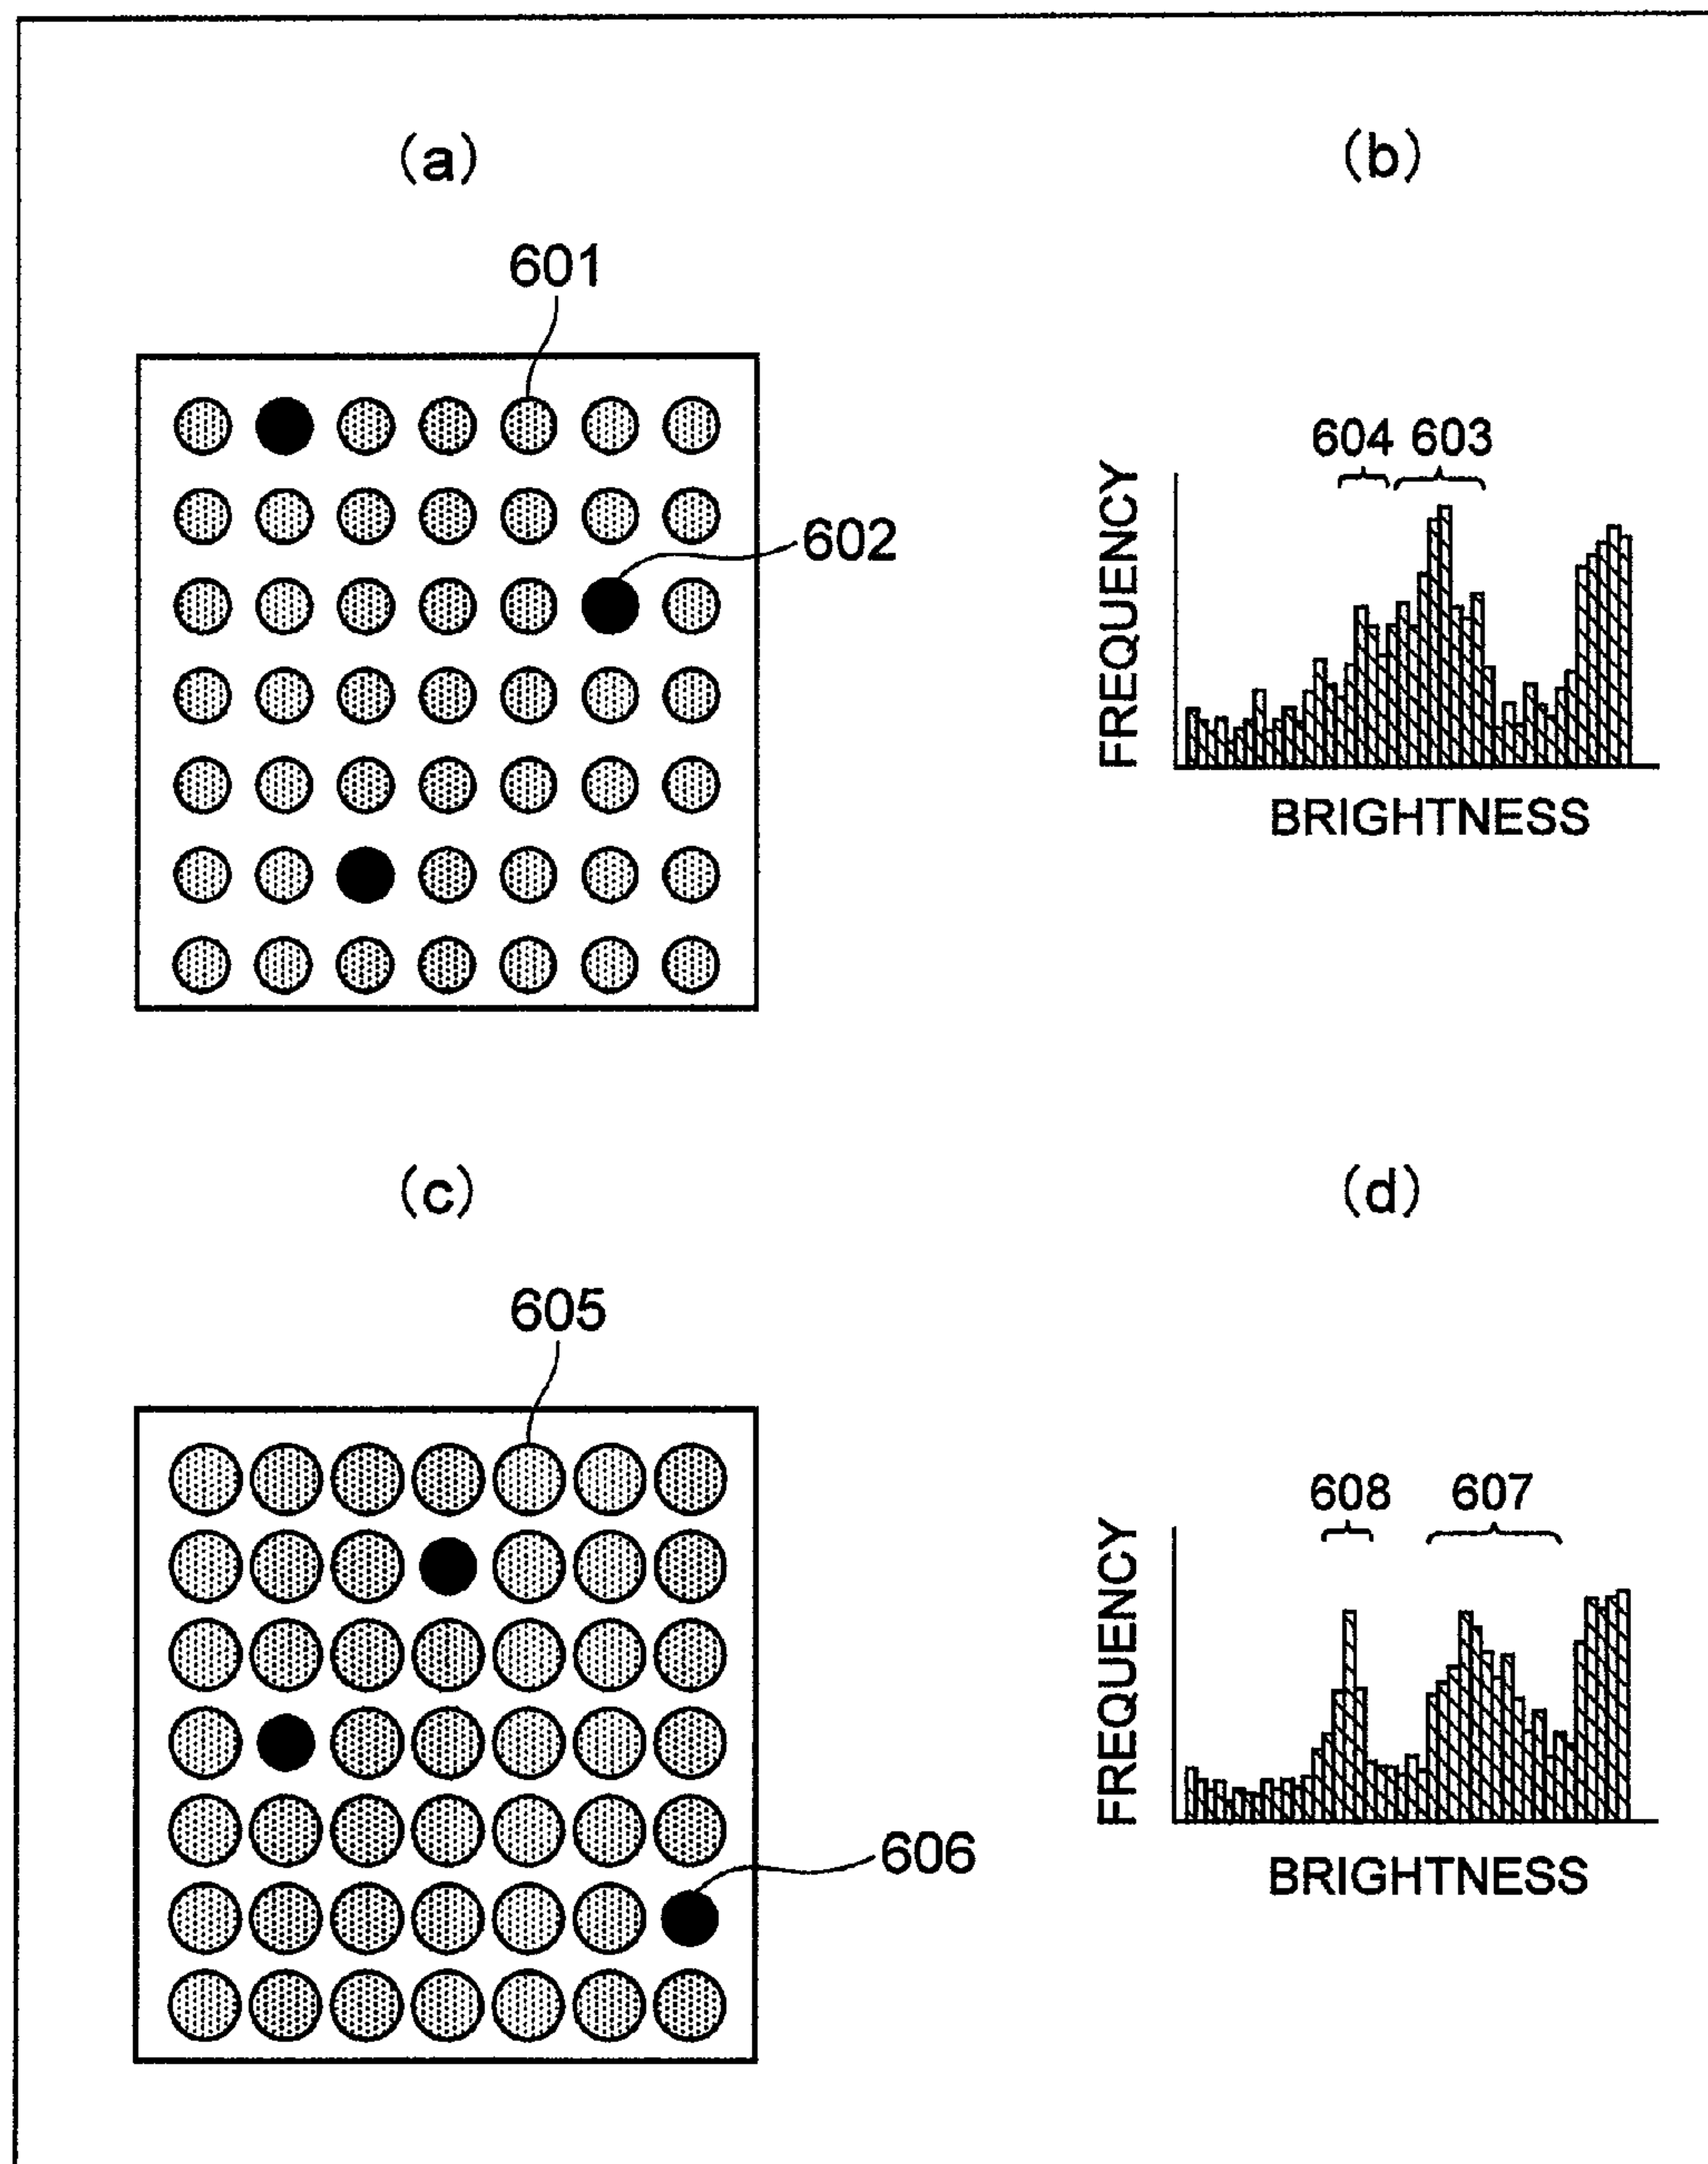 (a)
(b)
601
602
604 603
FREQUENCY
BRIGHTNESS
(c)
(d)
605
606
608 607
FREQUENCY
BRIGHTNESS